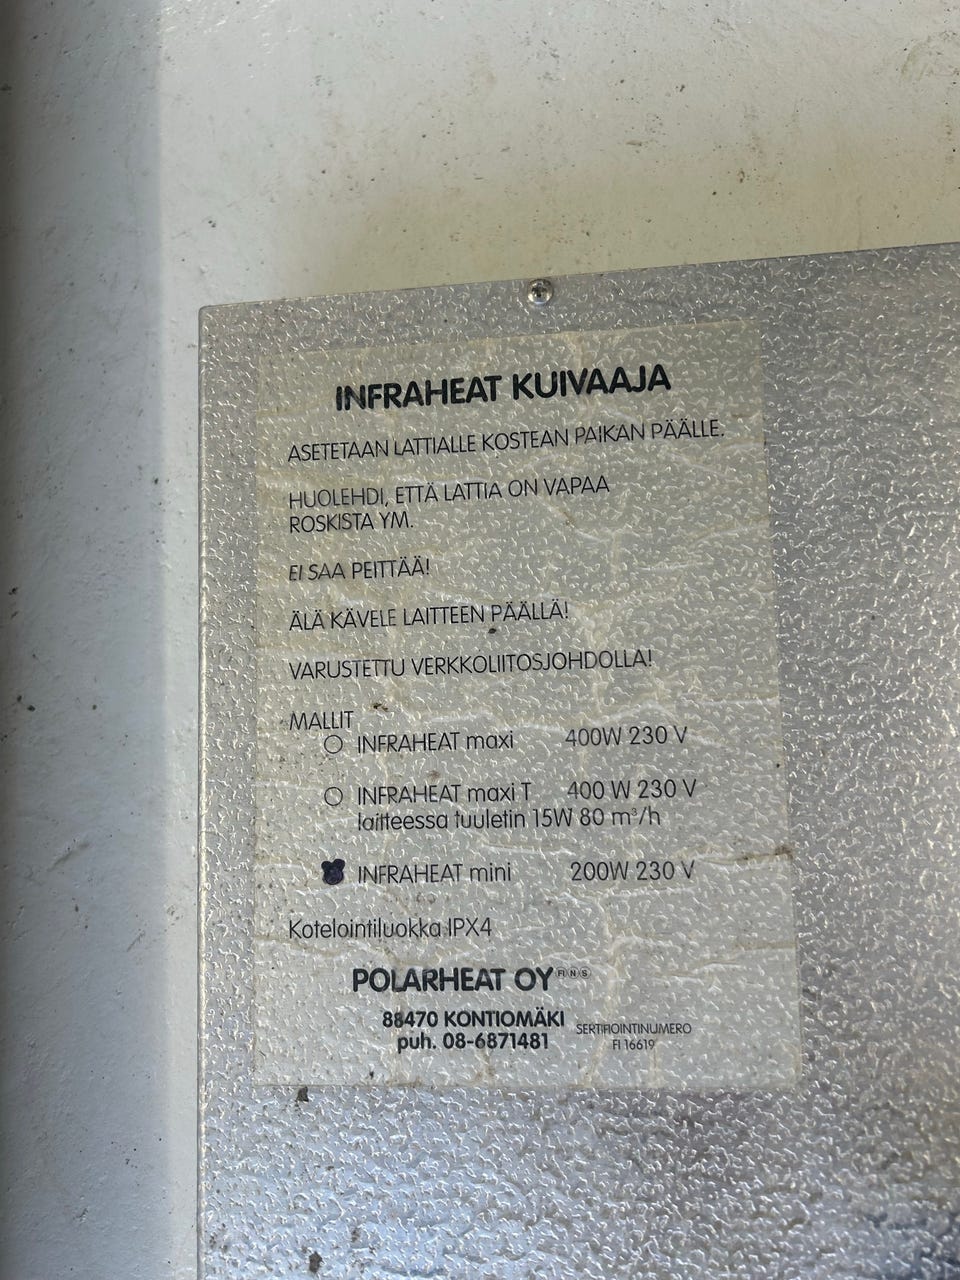 INFRAHEAT KUIVAAJA
ASETETAAN LATTIALLE KOSTEAN PAIKAN PÄÄLLE.
HUOLEHDI, ETTÄ LATTIA ON VAPAA
ROSKISTA YM.
EI SAA PEITTÄÄ!
ÄLÄ KÄVELE LAITTEEN PÄÄLLÄ!
VARUSTETTU VERKKOLIITOSJOHDOLLA!
MALLIT
INFRAHEAT maxi 400W 230 V
INFRAHEAT maxi T 400 W 230 V
laitteessa tuuletin 15W 80 m³/h
INFRAHEAT mini 200W 230 V
Kotelointiluokka IPX4
POLARHEAT OY FI N S
88470 KONTIOMÄKI
puh. 08-6871481
SERTIFIOINTINUMERO
FI 16619